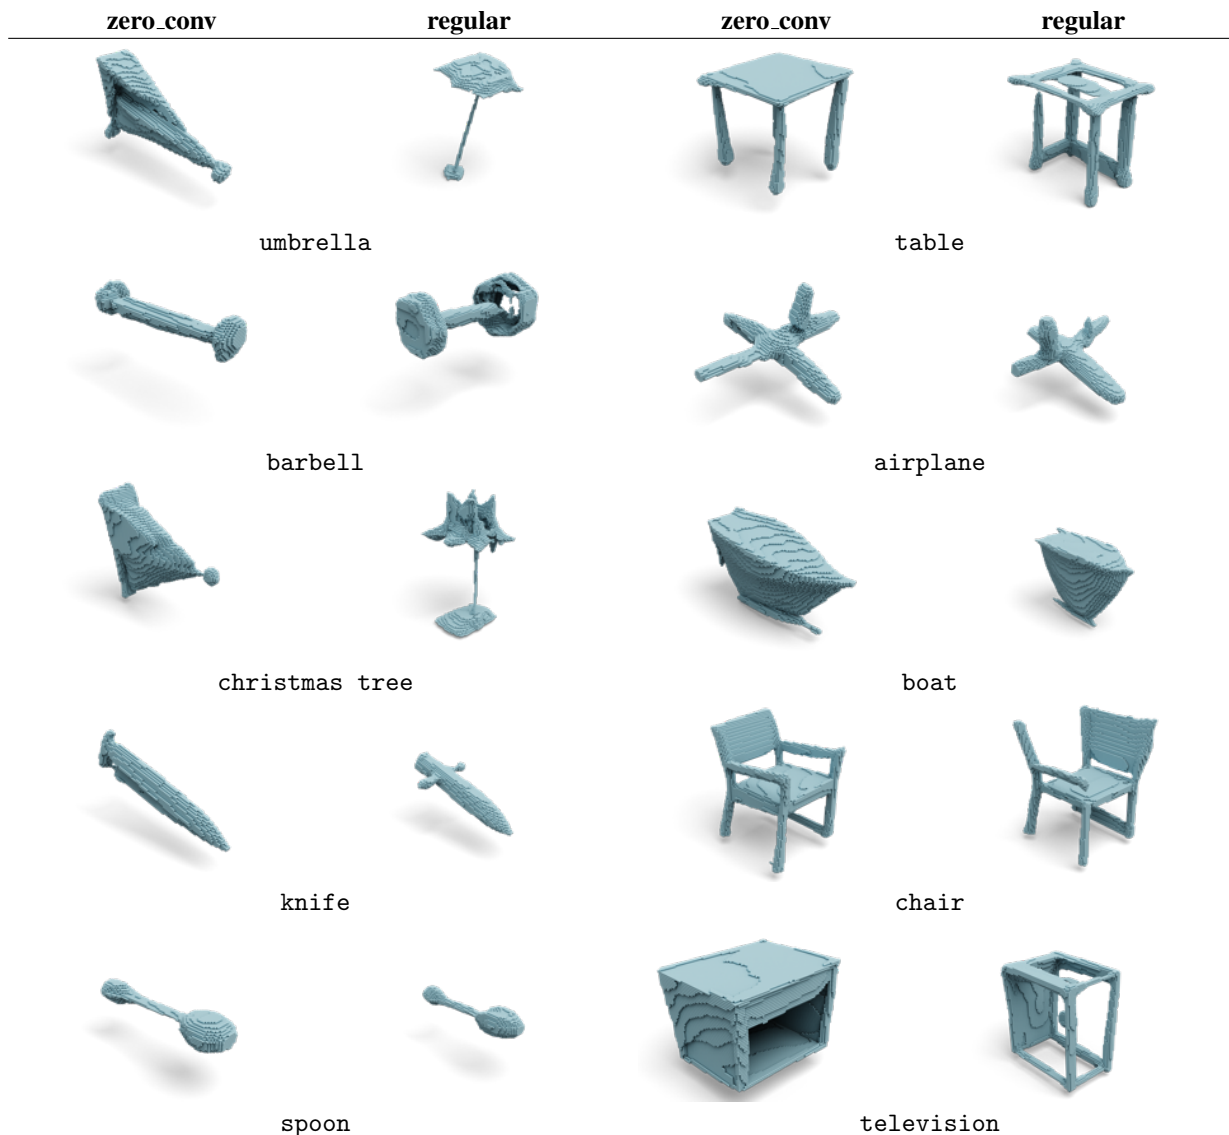 zero_conv regular zero_conv regular
umbrella table
barbell airplane
christmas tree boat
knife chair
spoon television